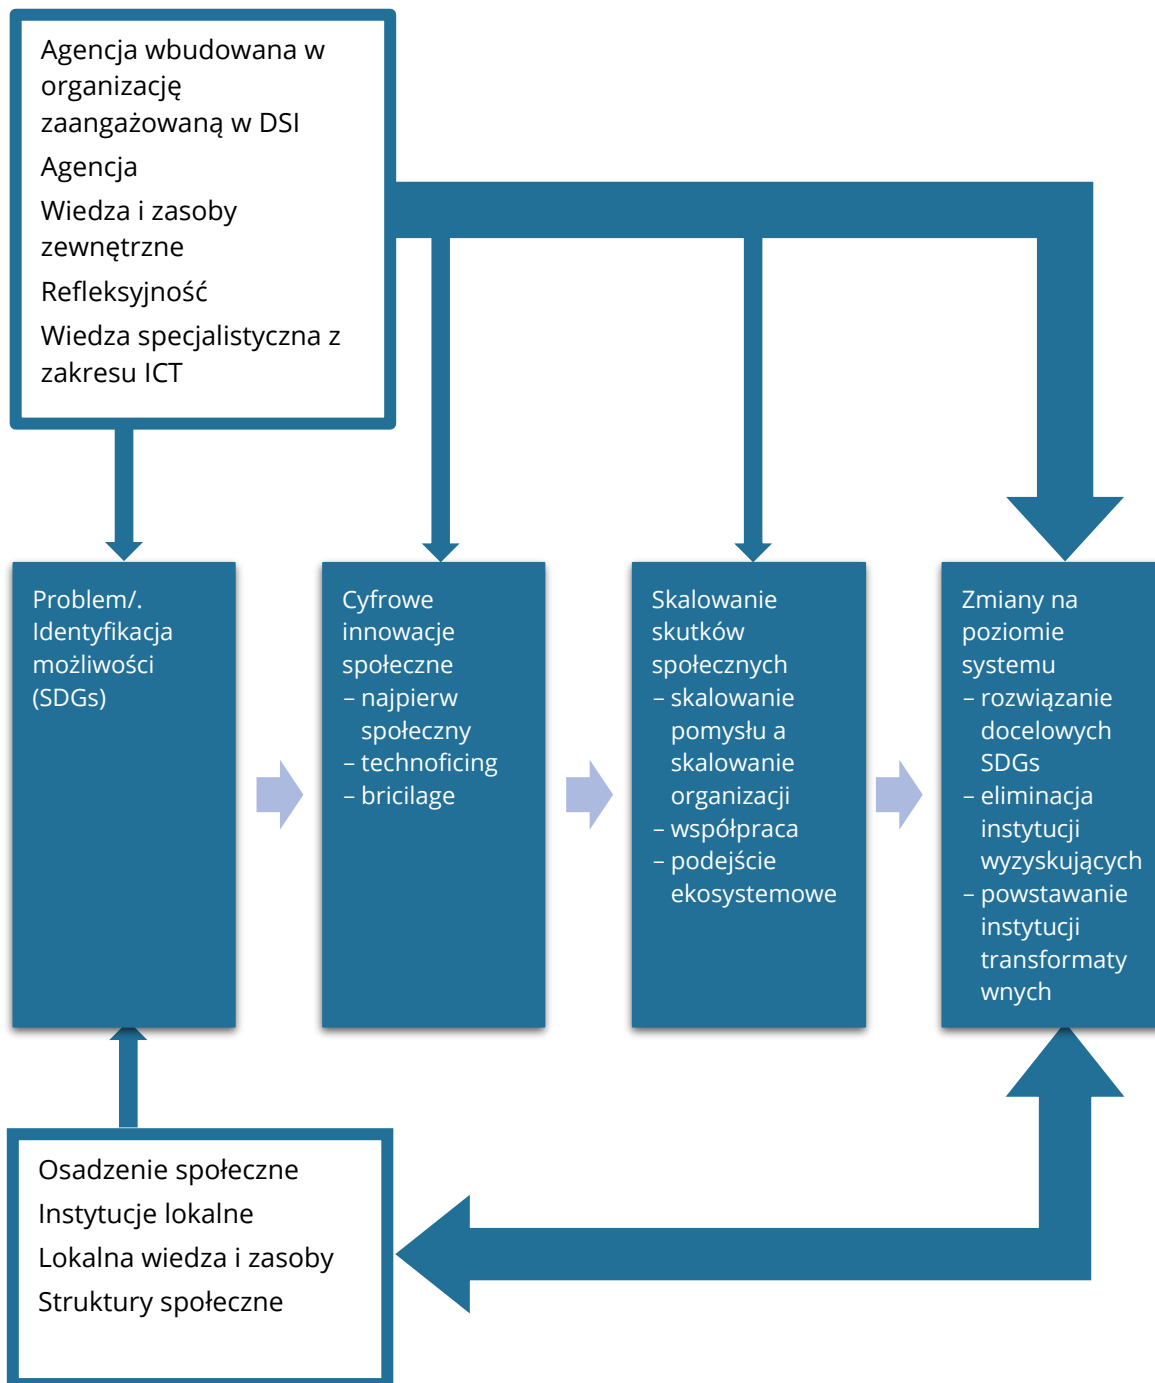 Agencja wbudowana w
organizację
zaangażowaną w DSI
Agencja
Wiedza i zasoby
zewnętrzne
Refleksyjność
Wiedza specjalistyczna z
zakresu ICT
Problem/.
Identyfikacja
możliwości
(SDGs)
Cyfrowe
innowacje
społeczne
– najpierw
społeczny
– technoficing
– bricilage
Skalowanie
skutków
społecznych
– skalowanie
pomysłu a
skalowanie
organizacji
– współpraca
– podejście
ekosystemowe
Zmiany na
poziomie
systemu
– rozwiązanie
docelowych
SDGs
– eliminacja
instytucji
wyzyskujących
– powstawanie
instytucji
transformaty
wnych
Osadzenie społeczne
Instytucje lokalne
Lokalna wiedza i zasoby
Struktury społeczne